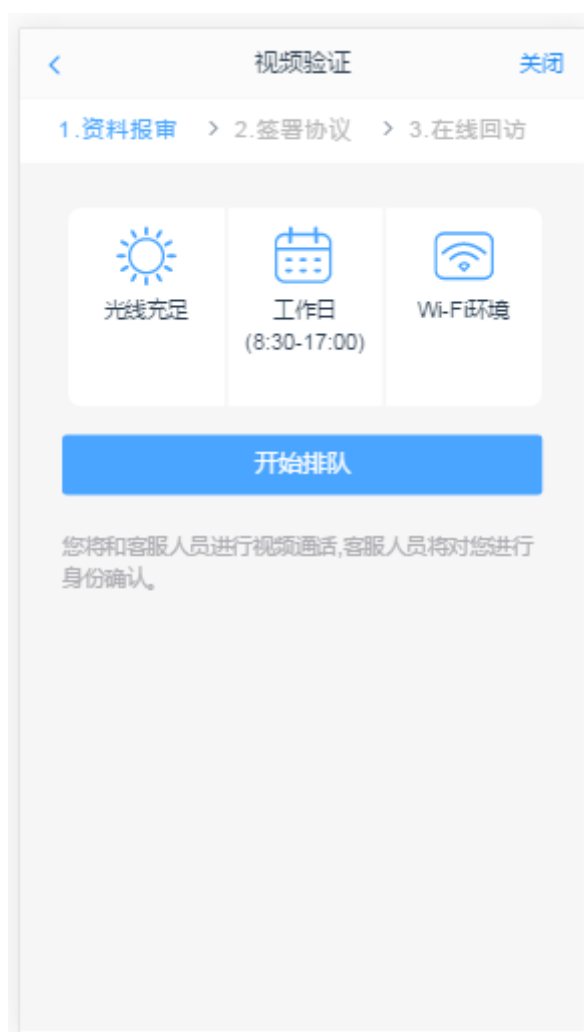 视频验证 关闭
1.资料报审 > 2.签署协议 > 3.在线回访
光线充足 工作日 Wi-Fi环境
(8:30-17:00)
开始排队
您将和客服人员进行视频通话,客服人员将对您进行
身份确认。